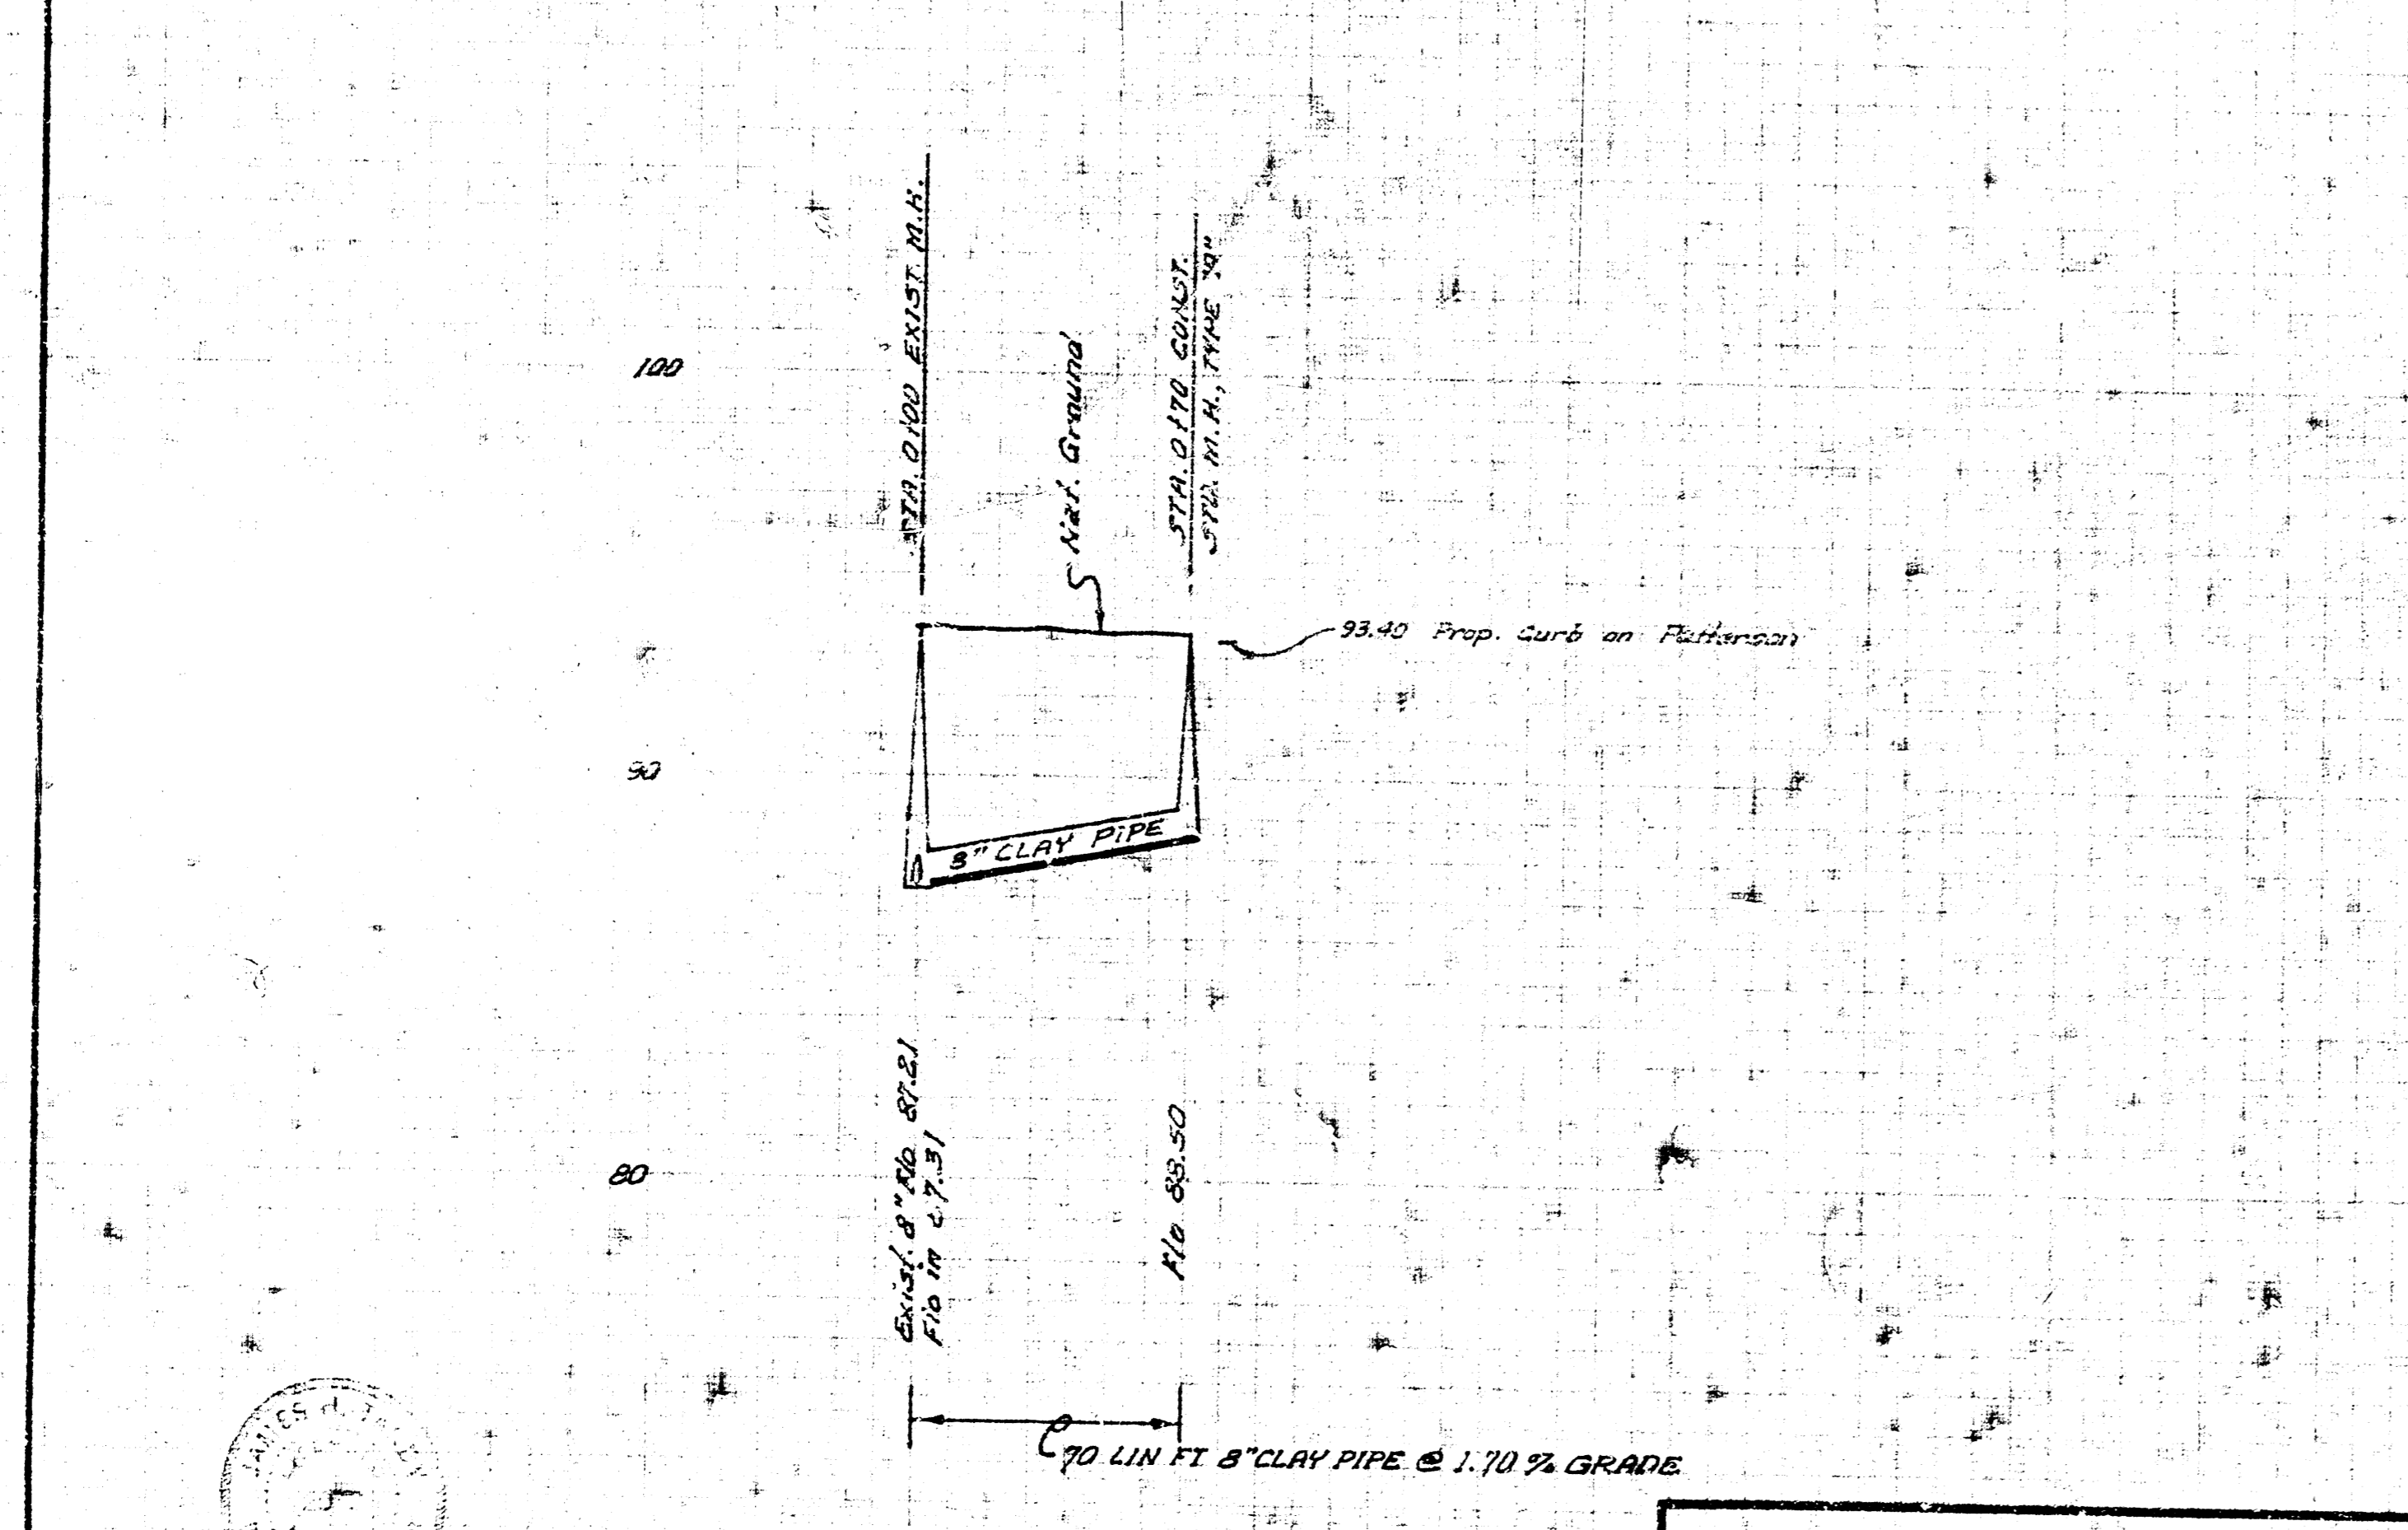 STA. 0+00 EXIST. M.H.
Nat. Ground
STA. 0+70 CONST.
STD. M.H., TYPE "A"
100
93.40 Prop. Curb on Patterson
90
8" CLAY PIPE
80
Exist. 8" Flo 87.21
Flo in 87.31
Flo 88.50
70 LIN FT 8" CLAY PIPE @ 1.70 % GRADE